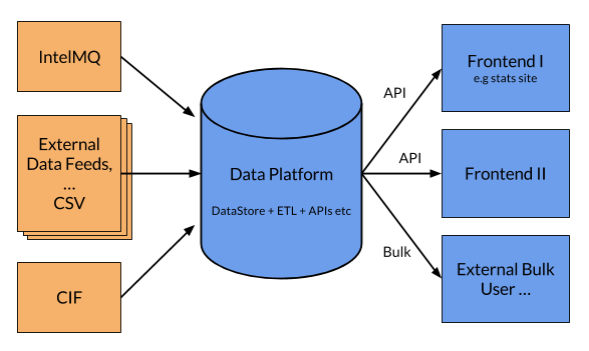 IntelMQ
External
Data Feeds,
...
CSV
CIF
Data Platform
DataStore + ETL + APIs etc
API
API
Bulk
Frontend I
e.g stats site
Frontend II
External Bulk
User ...